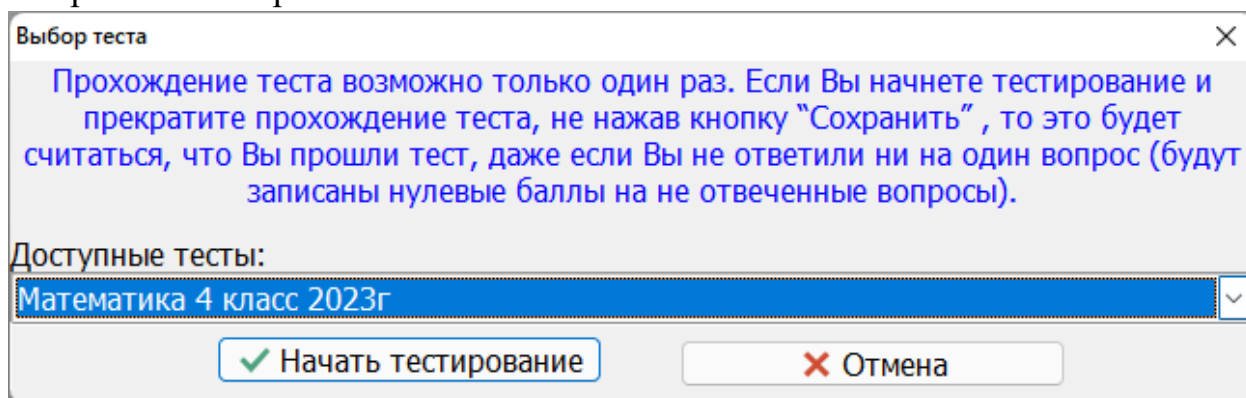 Выбор теста
Прохождение теста возможно только один раз. Если Вы начнете тестирование и
прекратите прохождение теста, не нажав кнопку “Сохранить” , то это будет
считаться, что Вы прошли тест, даже если Вы не ответили ни на один вопрос (будут
записаны нулевые баллы на не отвеченные вопросы).
Доступные тесты:
Математика 4 класс 2023г
Начать тестирование
Отмена